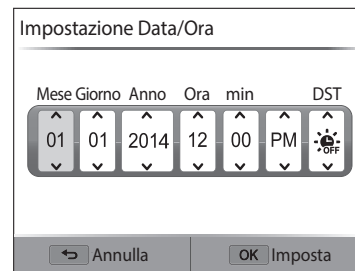 Impostazione Data/Ora
Mese Giorno Anno Ora min DST
01 01 2014 12 00 PM OFF
Annulla OK Imposta